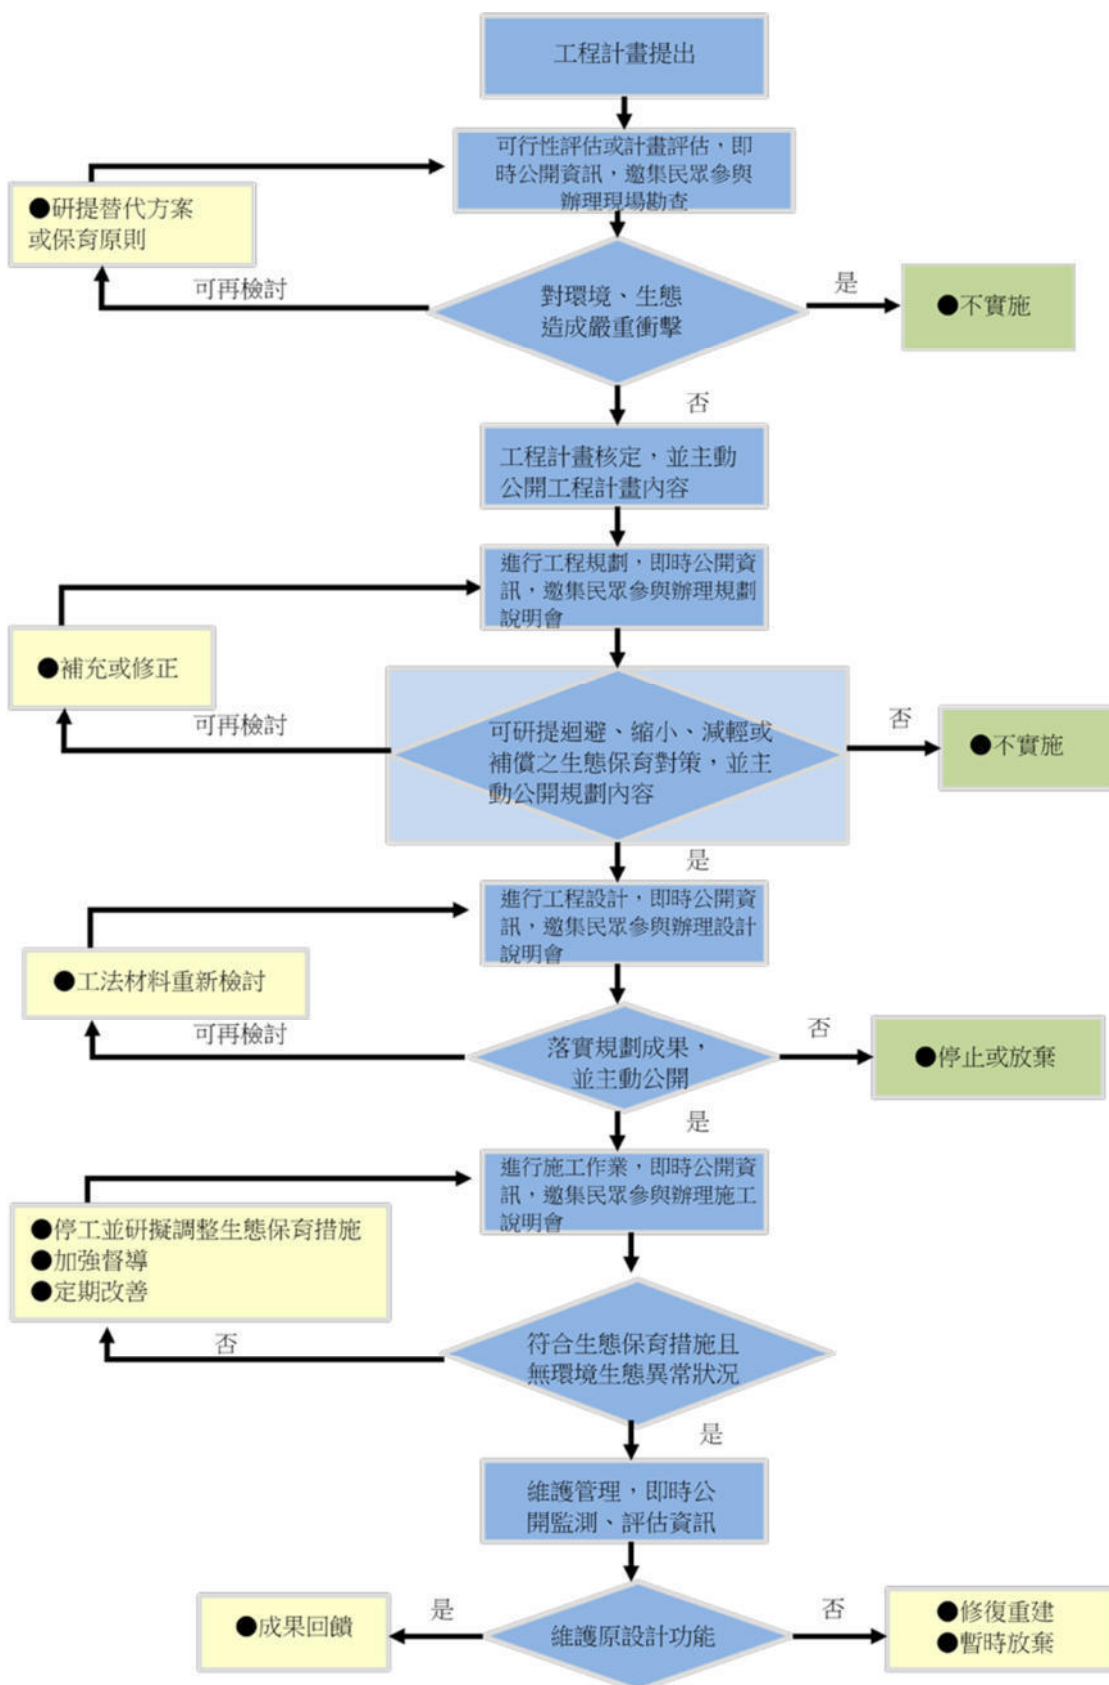 工程計畫提出
可行性評估或計畫評估，即
時公開資訊，邀集民眾參與
辦理現場勘查
●研提替代方案
或保育原則
可再檢討
對環境、生態
造成嚴重衝擊
是
●不實施
否
工程計畫核定，並主動
公開工程計畫內容
進行工程規劃，即時公開資
訊，邀集民眾參與辦理規劃
說明會
●補充或修正
可再檢討
可研提迴避、縮小、減輕或
補償之生態保育對策，並主
動公開規劃內容
否
●不實施
是
進行工程設計，即時公開資
訊，邀集民眾參與辦理設計
說明會
●工法材料重新檢討
可再檢討
落實規劃成果，
並主動公開
否
●停止或放棄
是
進行施工作業，即時公開資
訊，邀集民眾參與辦理施工
說明會
●停工並研擬調整生態保育措施
●加強督導
●定期改善
否
符合生態保育措施且
無環境生態異常狀況
是
維護管理，即時公
開監測、評估資訊
●成果回饋
是
維護原設計功能
否
●修復重建
●暫時放棄